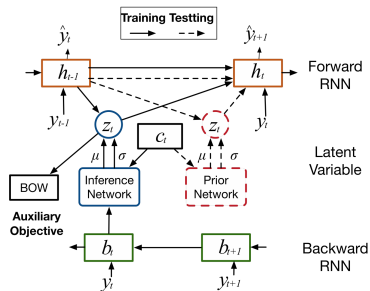 Training Testting
ŷt ŷt+1
ht-1 ht Forward RNN
yt-1 yt
zt zt
ct Latent Variable
μ σ μ σ
BOW Inference Network Prior Network
Auxiliary Objective
bt bt+1 Backward RNN
yt yt+1